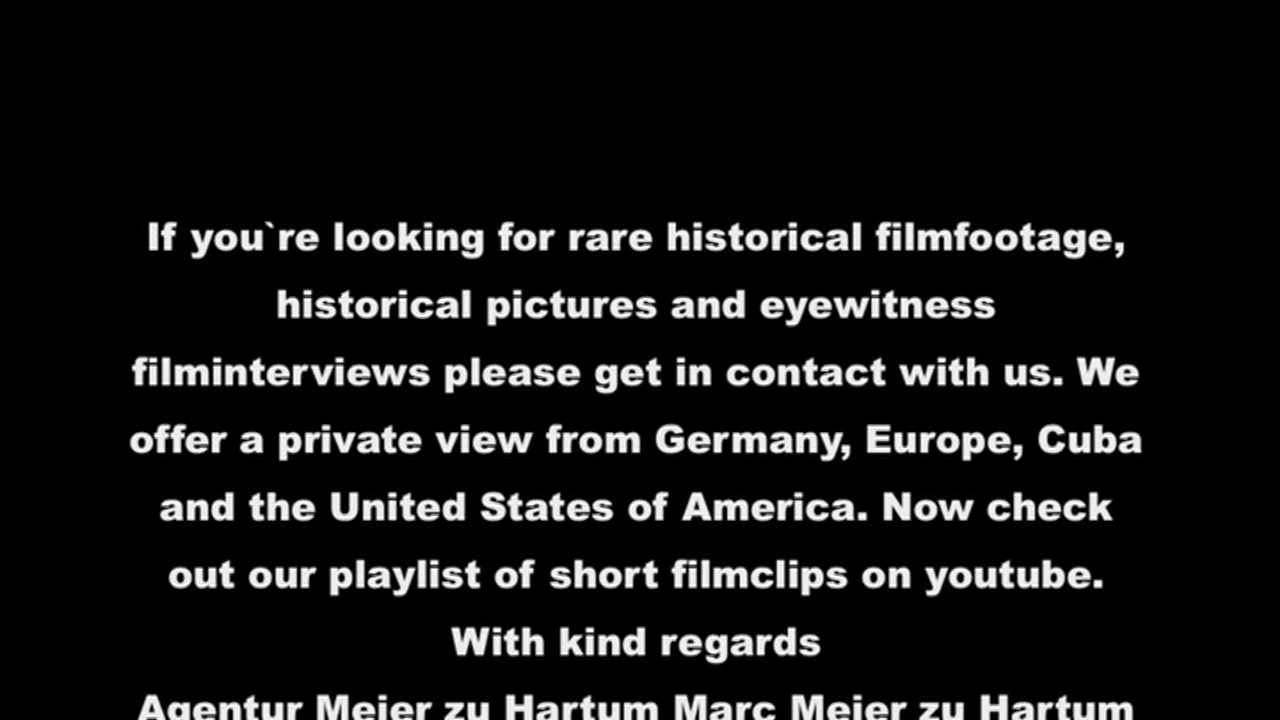 If you`re looking for rare historical filmfootage,
historical pictures and eyewitness
filminterviews please get in contact with us. We
offer a private view from Germany, Europe, Cuba
and the United States of America. Now check
out our playlist of short filmclips on youtube.
With kind regards
Agentur Meier zu Hartum Marc Meier zu Hartum